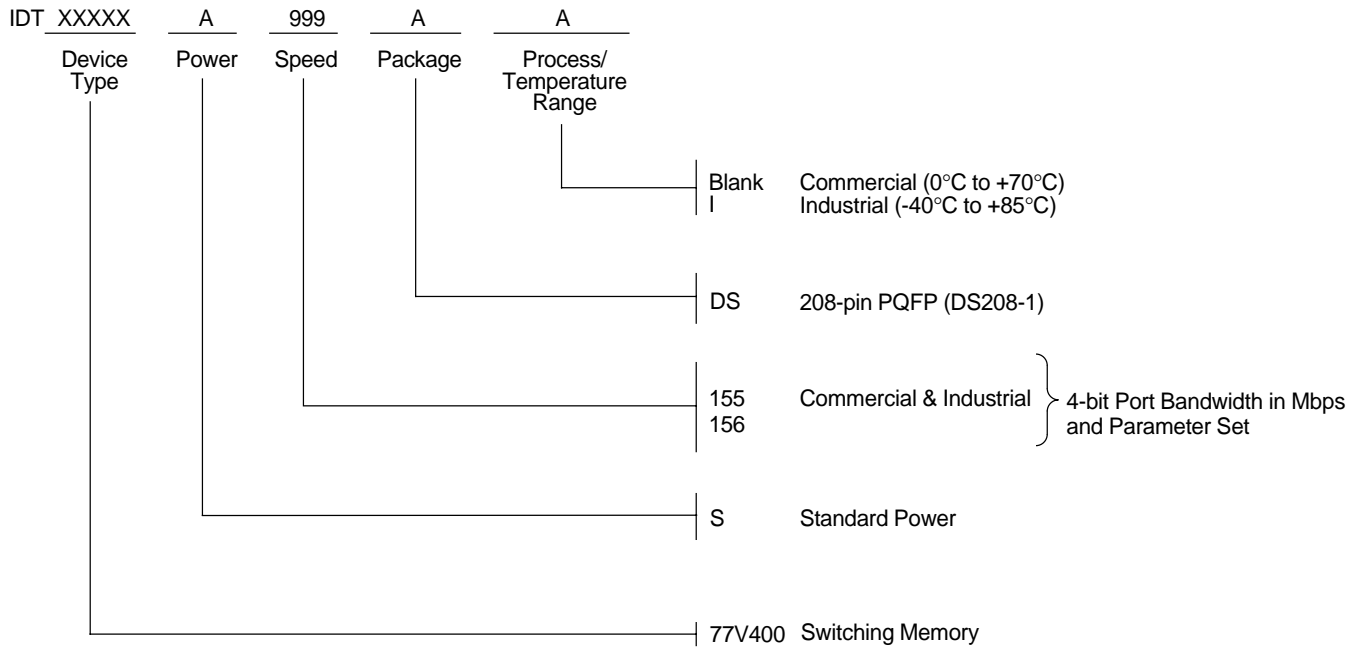 IDT XXXXX A 999 A A
Device Type
Power
Speed
Package
Process/
Temperature
Range
Blank Commercial (0°C to +70°C)
I Industrial (-40°C to +85°C)
DS 208-pin PQFP (DS208-1)
155 Commercial & Industrial
156
4-bit Port Bandwidth in Mbps
and Parameter Set
S Standard Power
77V400 Switching Memory